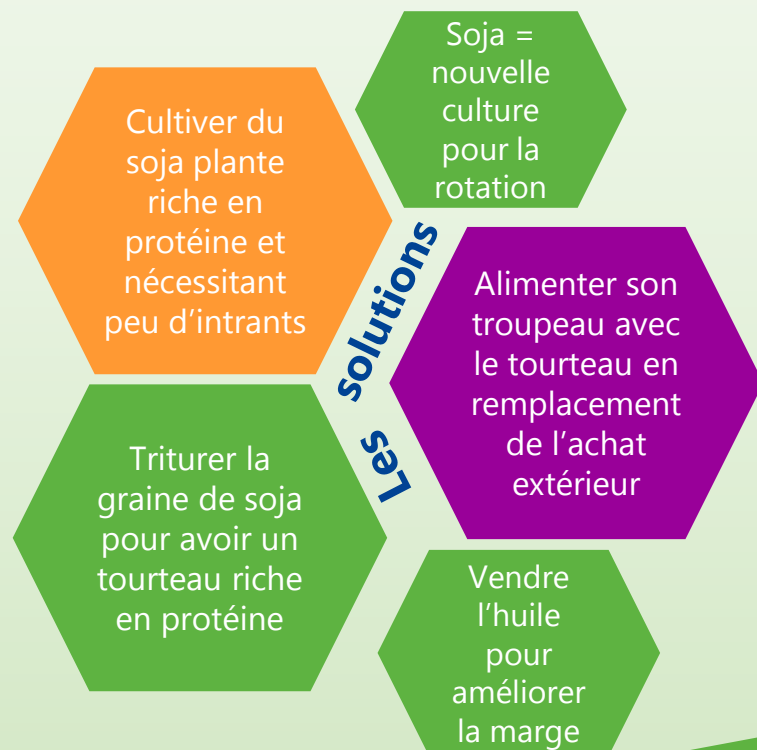 Soja =
nouvelle
culture
pour la
rotation
Cultiver du
soja plante
riche en
protéine et
nécessitant
peu d’intrants
Les solutions
Alimenter son
troupeau avec
le tourteau en
remplacement
de l’achat
extérieur
Triturer la
graine de soja
pour avoir un
tourteau riche
en protéine
Vendre
l’huile
pour
améliorer
la marge